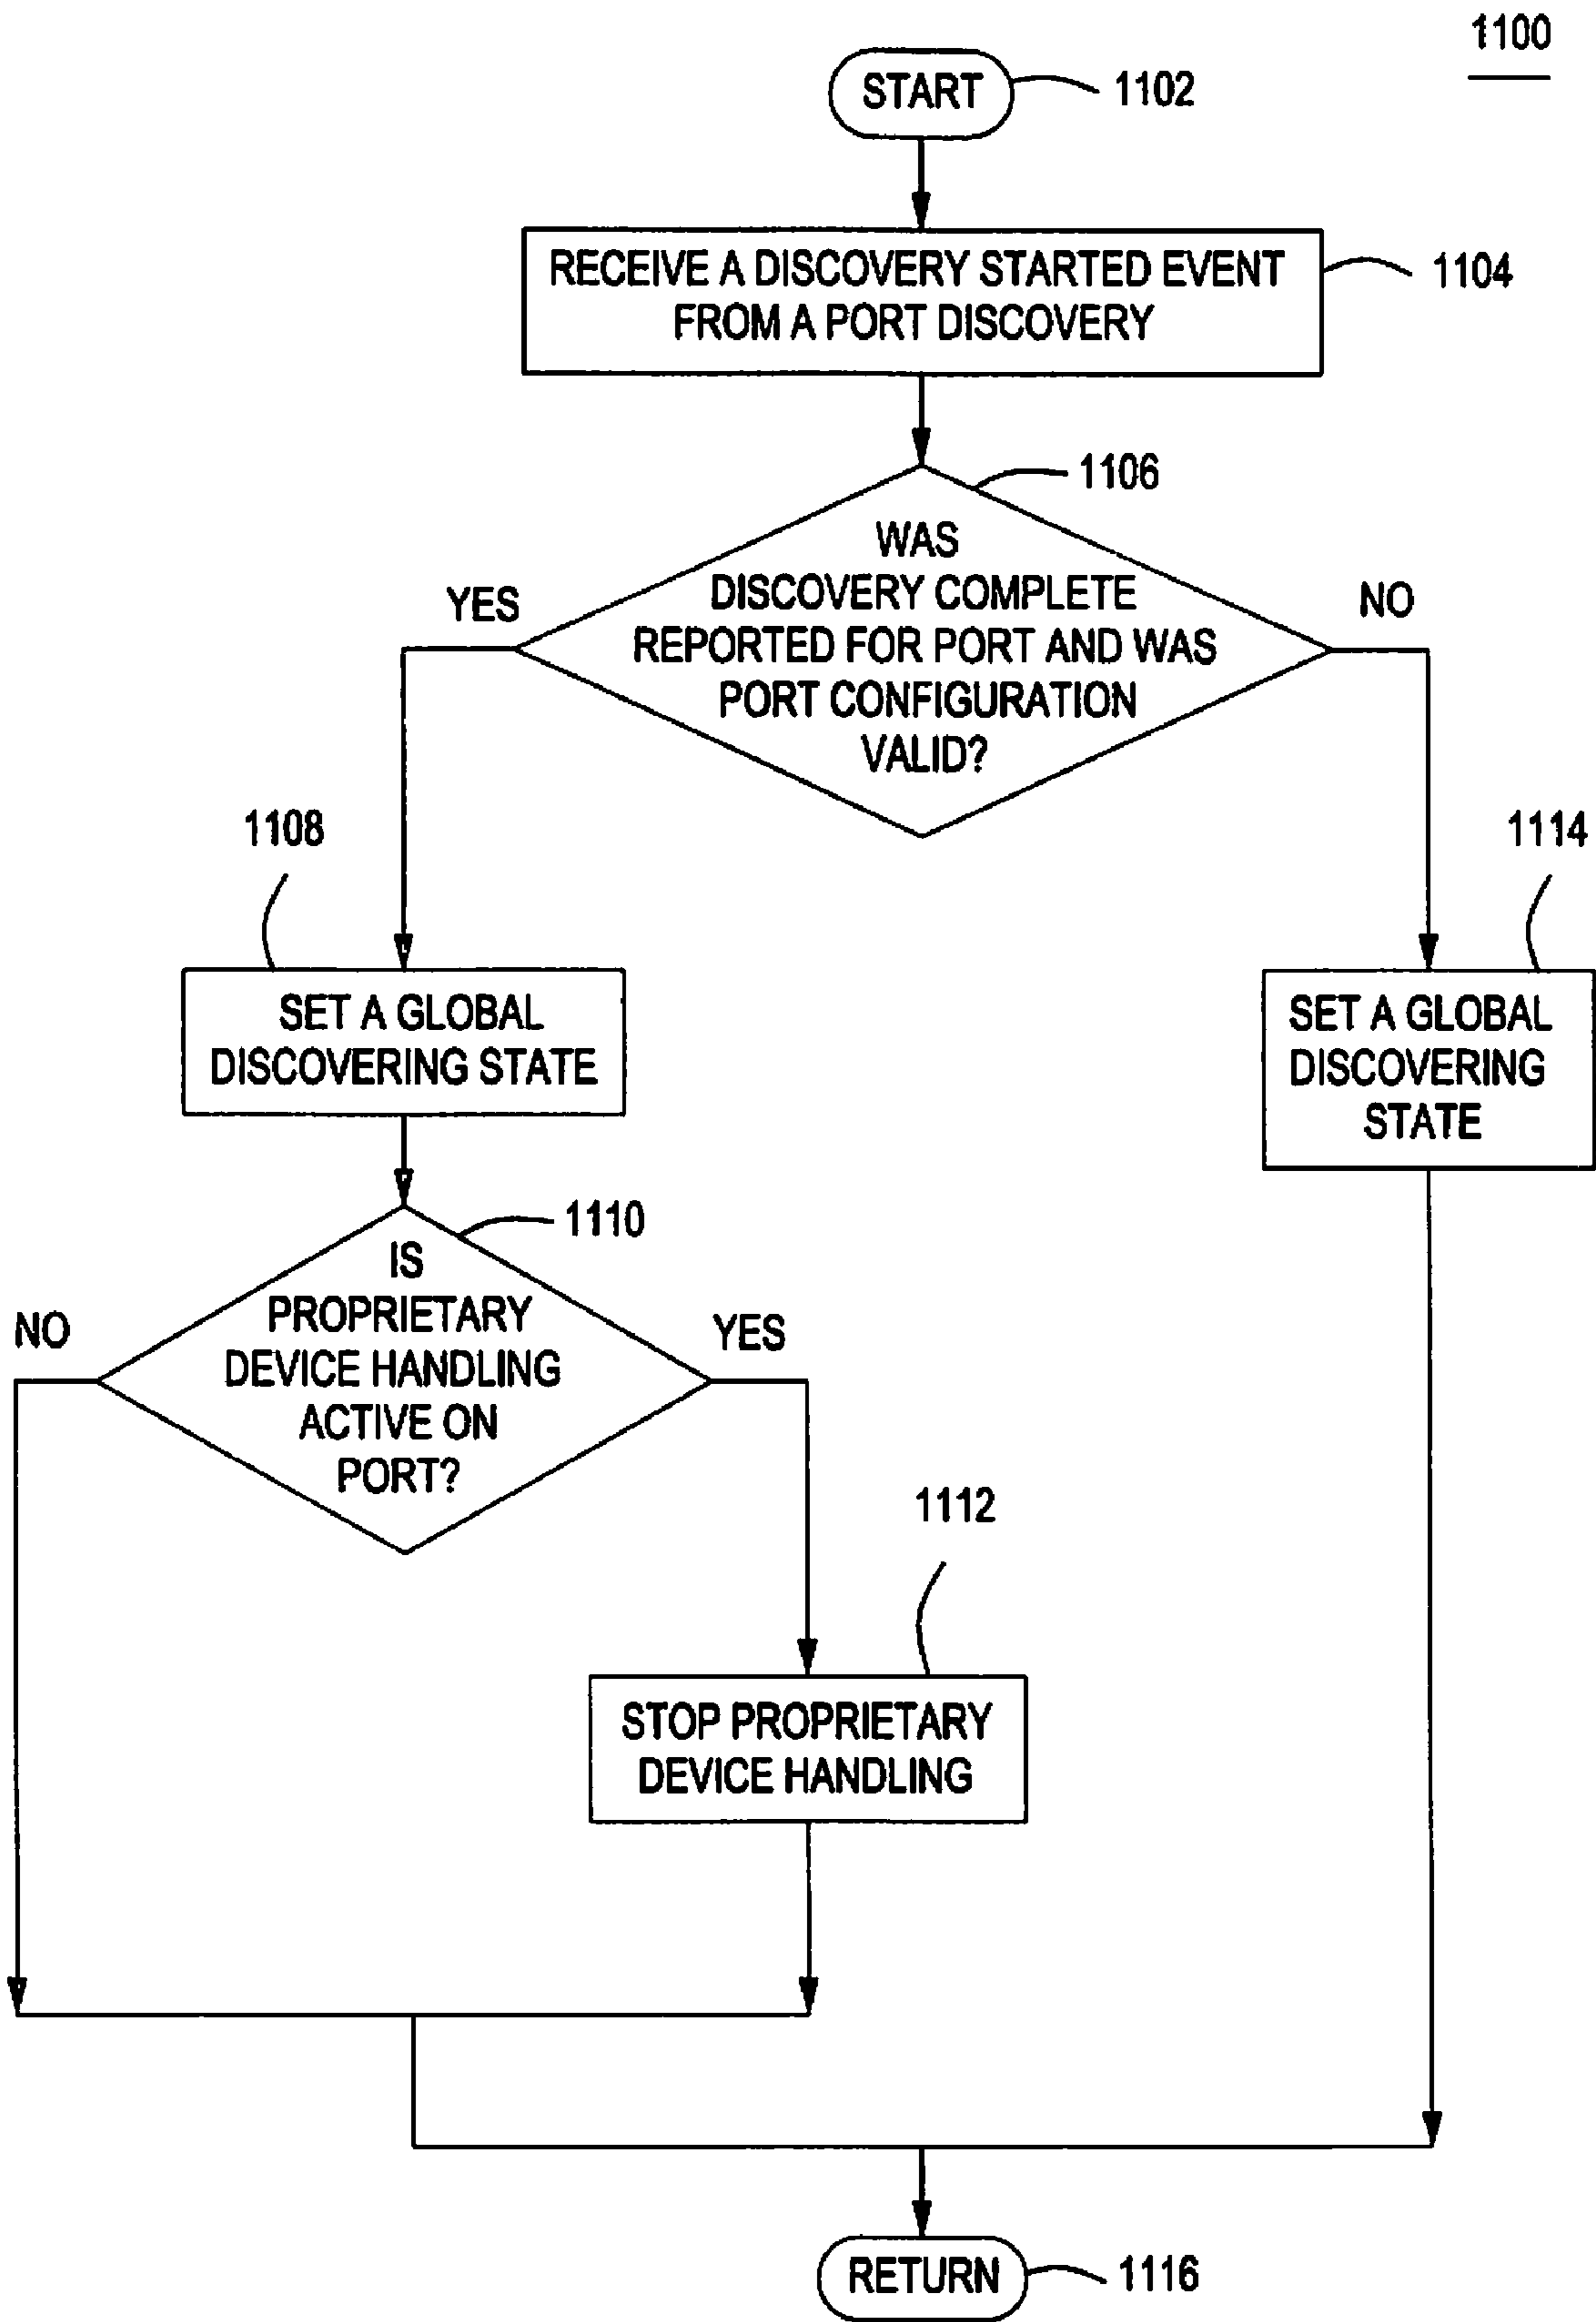 1100
START
1102
RECEIVE A DISCOVERY STARTED EVENT
FROM A PORT DISCOVERY
1104
1106
WAS
DISCOVERY COMPLETE
REPORTED FOR PORT AND WAS
PORT CONFIGURATION
VALID?
YES
NO
1108
1114
SET A GLOBAL
DISCOVERING STATE
SET A GLOBAL
DISCOVERING
STATE
1110
IS
PROPRIETARY
DEVICE HANDLING
ACTIVE ON
PORT?
NO
YES
1112
STOP PROPRIETARY
DEVICE HANDLING
RETURN
1116